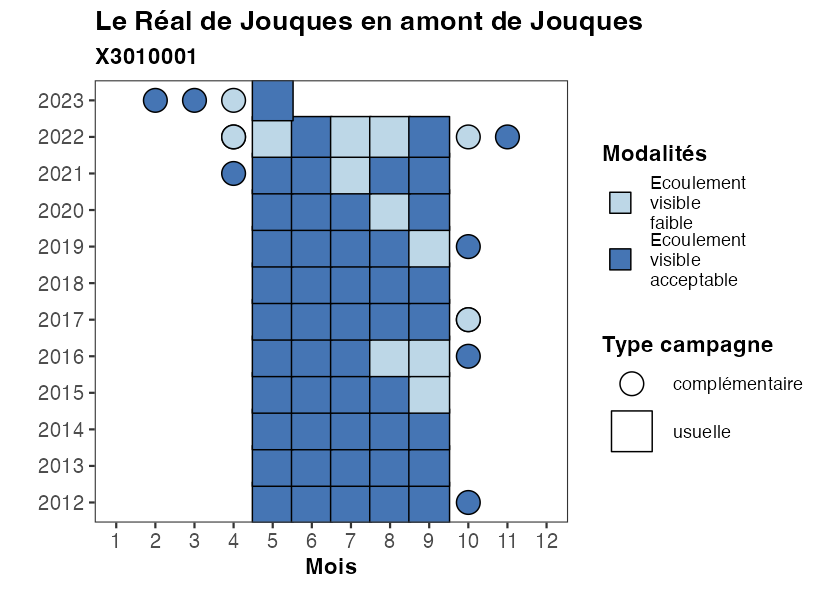 Le Réal de Jouques en amont de Jouques
X3010001
2023
2022
2021
2020
2019
2018
2017
2016
2015
2014
2013
2012
1 2 3 4 5 6 7 8 9 10 11 12
Mois
Modalités
Ecoulement
visible
faible
Ecoulement
visible
acceptable
Type campagne
complémentaire
usuelle